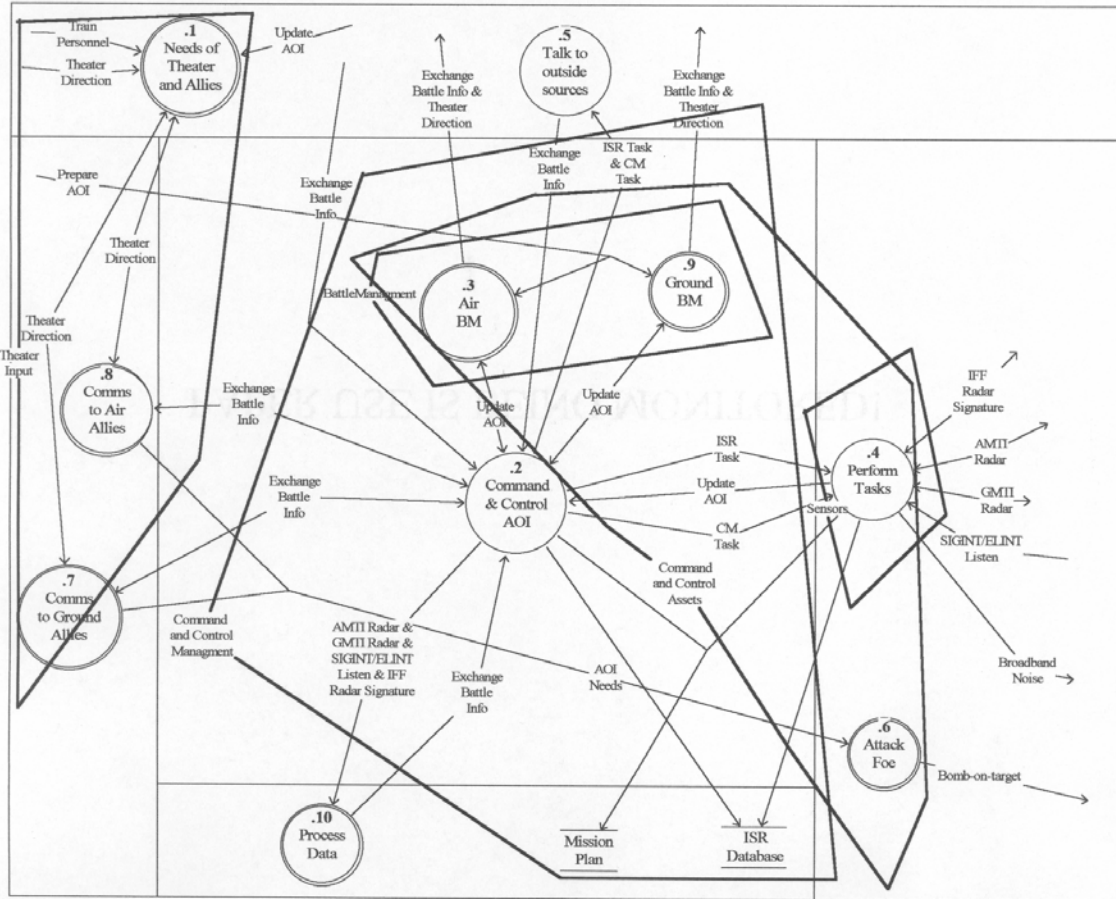 Train
Personnel
Theater
Direction
.1
Needs of
Theater
and Allies
Update
AOI
Exchange
Battle Info &
Theater
Direction
.5
Talk to
outside
sources
Exchange
Battle Info &
Theater
Direction
Prepare
AOI
Exchange
Battle
Info
Exchange
Battle
Info
ISR Task
& CM
Task
Theater
Direction
BattleManagment
.3
Air
BM
.9
Ground
BM
Theater
Direction
Theater
Input
.8
Comms
to Air
Allies
Exchange
Battle
Info
Update
AOI
Update
AOI
IFF
Radar
Signature
ISR
Task
.4
Perform
Tasks
AMTI
Radar
.2
Command
& Control
AOI
Exchange
Battle
Info
Update
AOI
Sensors
GMTI
Radar
CM
Task
SIGINT/ELINT
Listen
.7
Comms
to Ground
Allies
Command
and Control
Managment
Command
and Control
Assets
AMTI Radar &
GMTI Radar &
SIGINT/ELINT
Listen & IFF
Radar Signature
Exchange
Battle
Info
AOI
Needs
Broadband
Noise
.6
Attack
Foe
Bomb-on-target
.10
Process
Data
Mission
Plan
ISR
Database